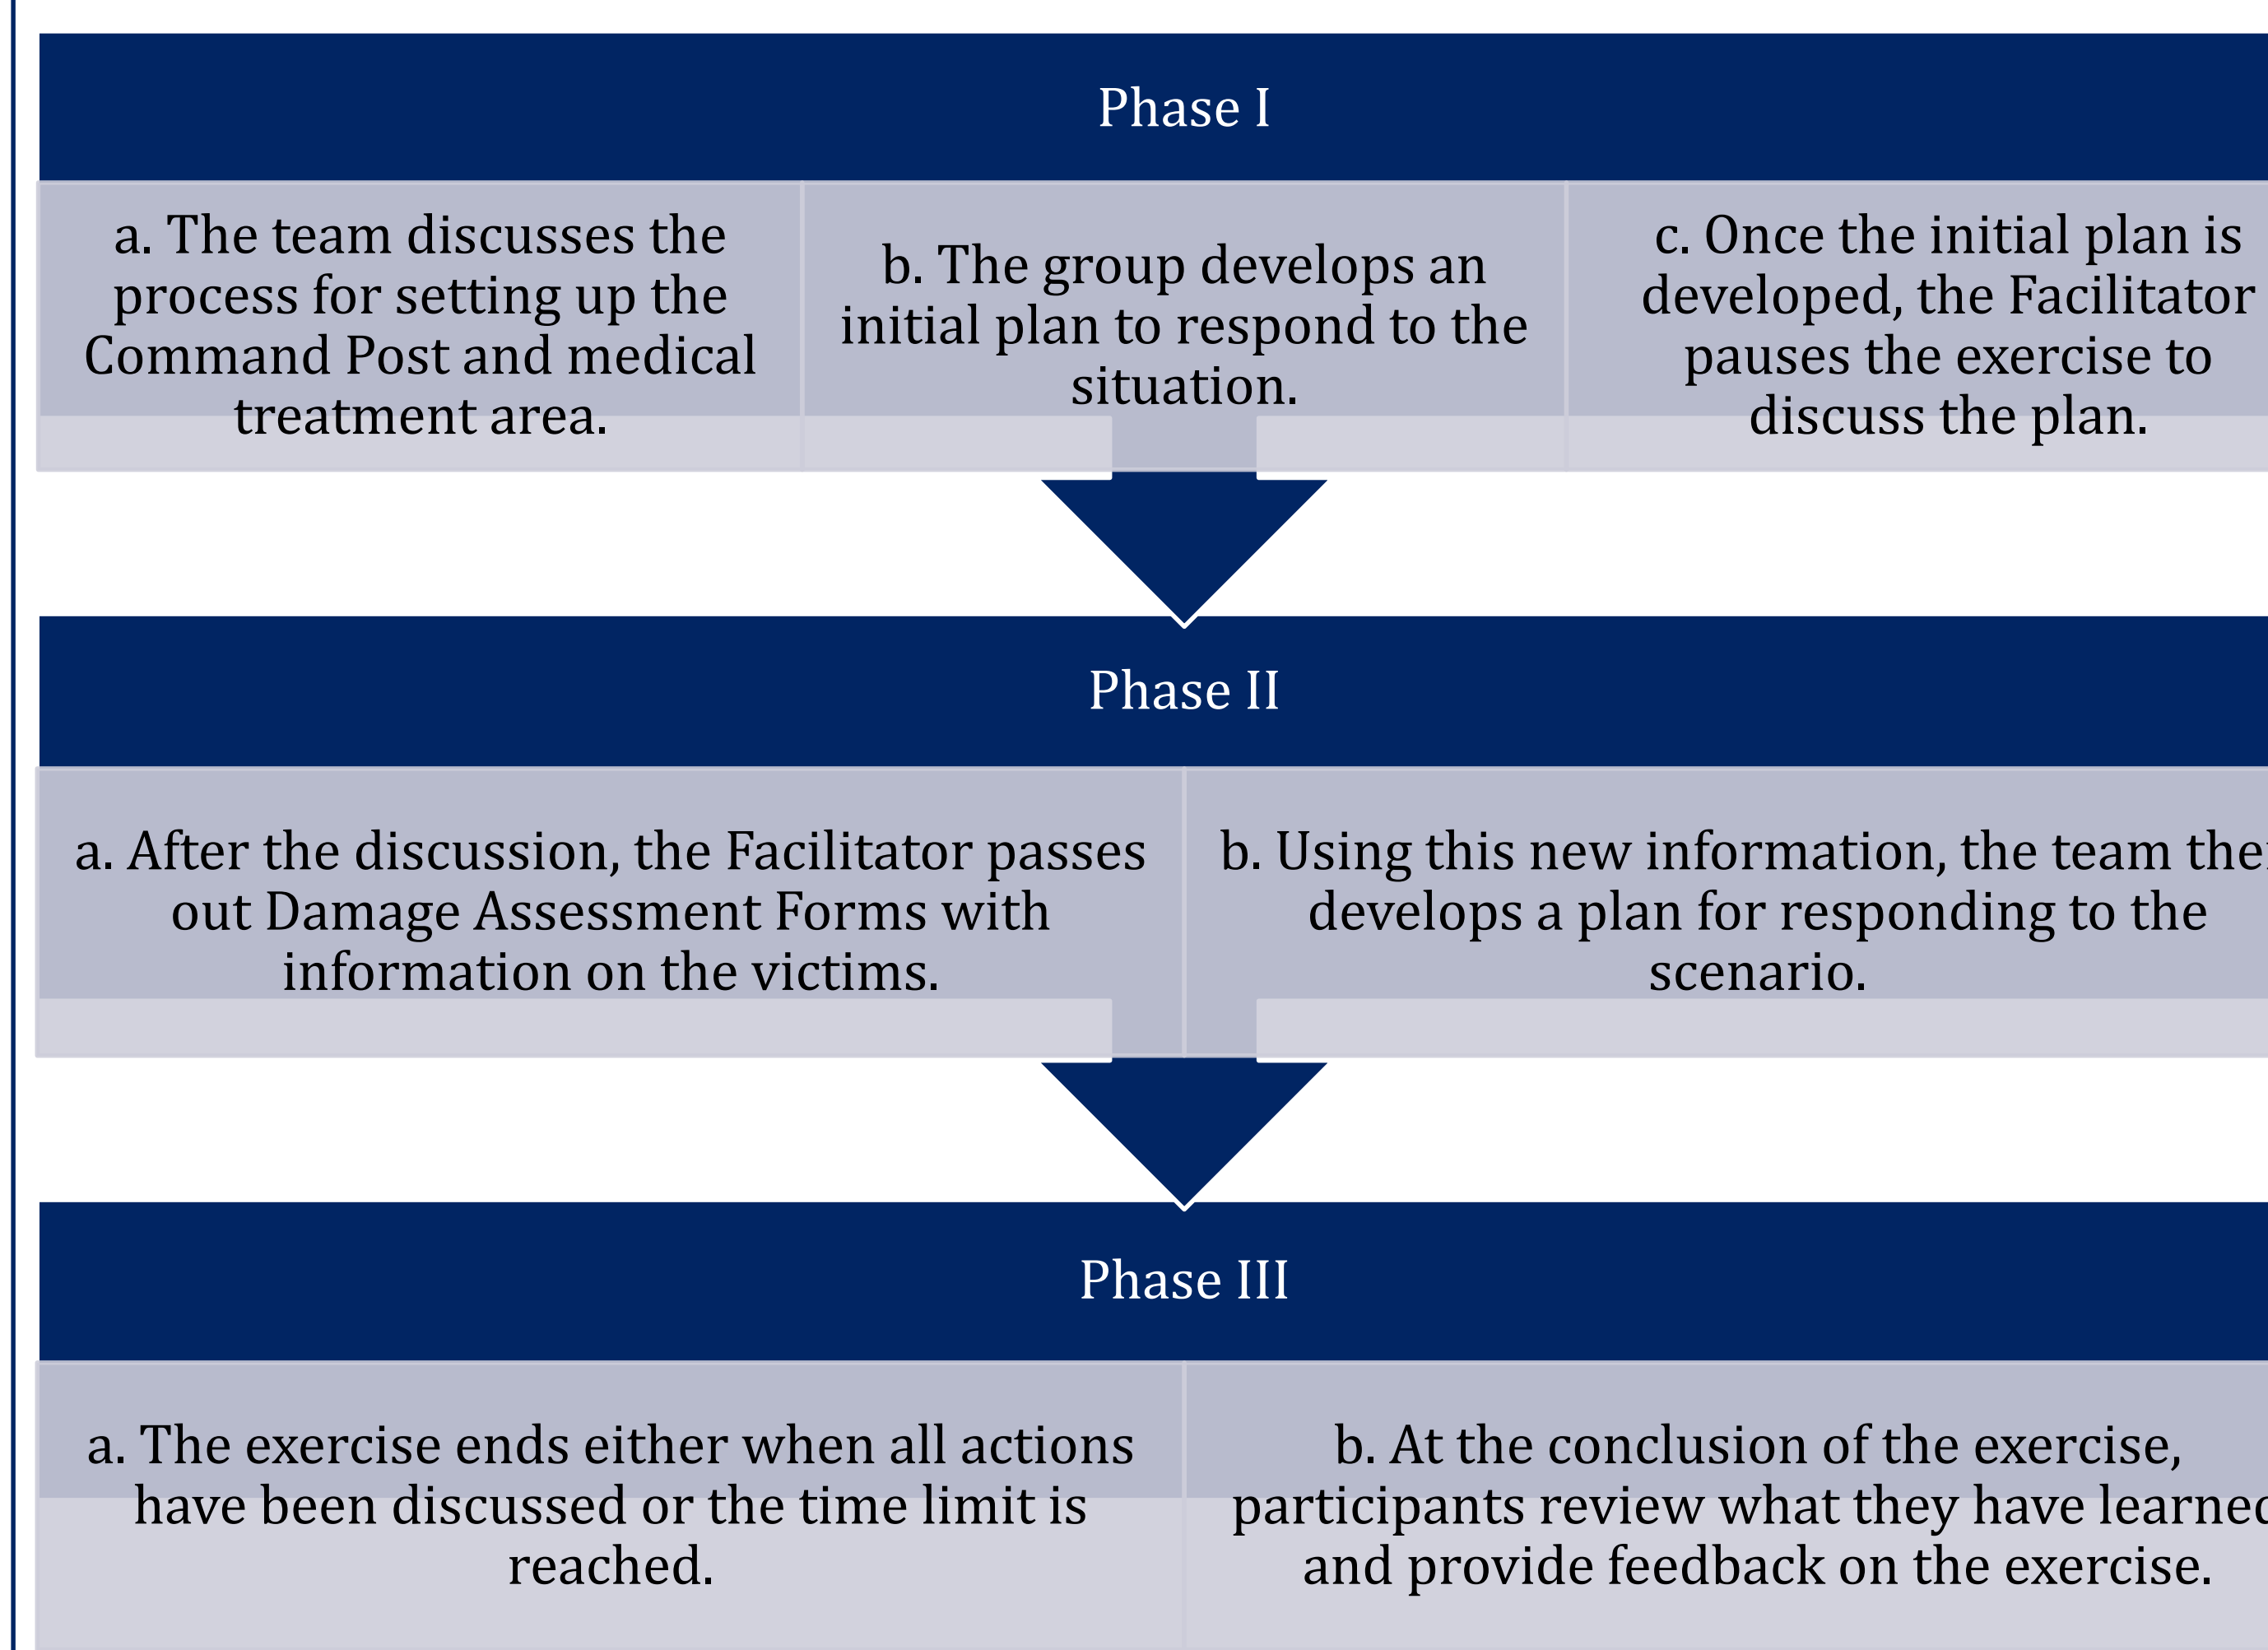 Phase I
a. The team discusses the
process for setting up the
Command Post and medical
treatment area.
b. The group develops an
initial plan to respond to the
situation.
c. Once the initial plan is
developed, the Facilitator
pauses the exercise to
discuss the plan.
Phase II
a. After the discussion, the Facilitator passes
out Damage Assessment Forms with
information on the victims.
b. Using this new information, the team then
develops a plan for responding to the
scenario.
Phase III
a. The exercise ends either when all actions
have been discussed or the time limit is
reached.
b. At the conclusion of the exercise,
participants review what they have learned
and provide feedback on the exercise.